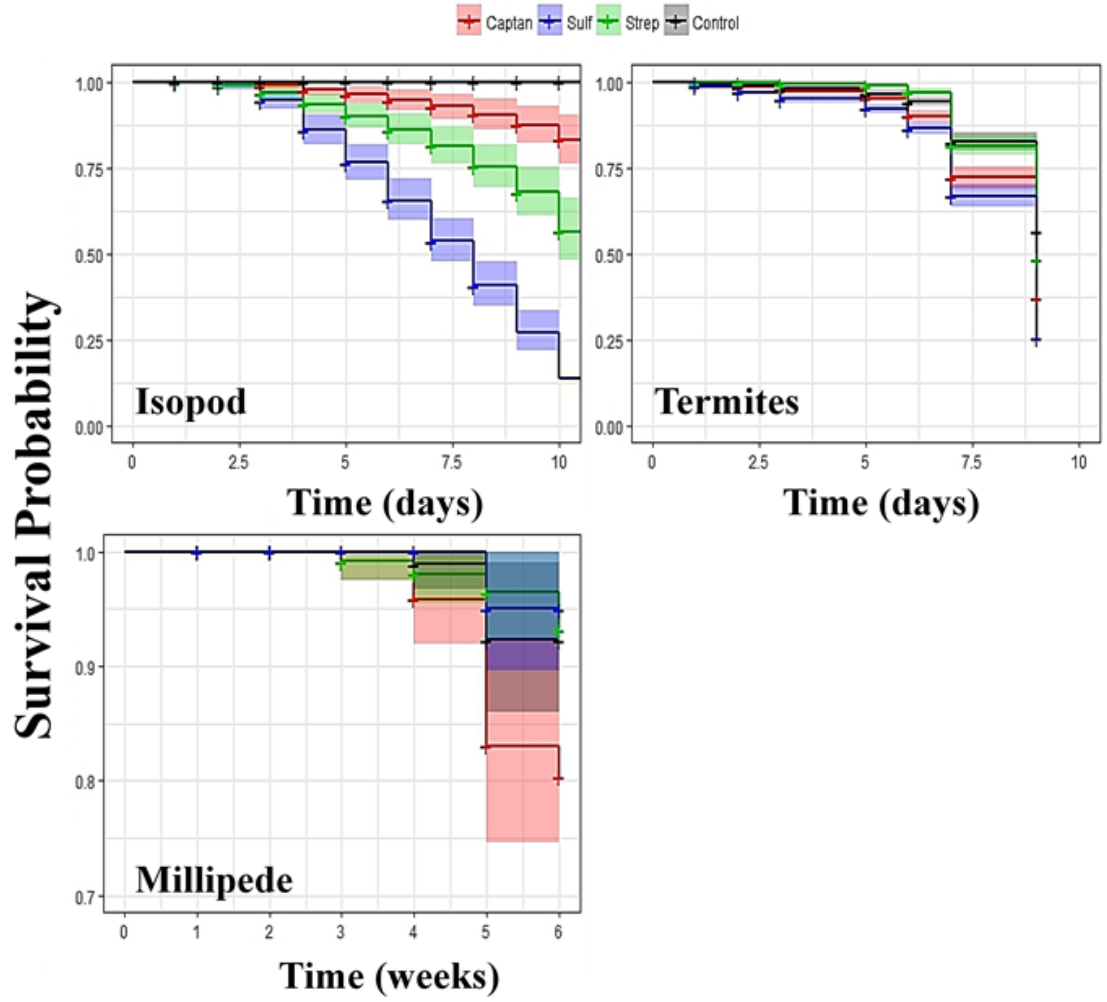 Captan Sulf Strep Control
Survival Probability
1.00
0.75
0.50
0.25
0.00
Isopod
0 2.5 5 7.5 10
Time (days)
1.00
0.75
0.50
0.25
0.00
Termites
0 2.5 5 7.5 10
Time (days)
1.0
0.9
0.8
0.7
Millipede
0 1 2 3 4 5 6
Time (weeks)